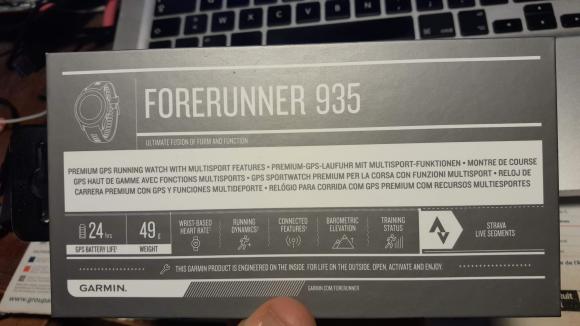 FORERUNNER 935
ULTIMATE FUSION OF FORM AND FUNCTION
PREMIUM GPS RUNNING WATCH WITH MULTISPORT FEATURES • PREMIUM-GPS-LAUFUHR MIT MULTISPORT-FUNKTIONEN • MONTRE DE COURSE
GPS HAUT DE GAMME AVEC FONCTIONS MULTISPORTS • GPS SPORTWATCH PREMIUM PER LA CORSA CON FUNZIONI MULTISPORT • RELOJ DE
CARRERA PREMIUM CON GPS Y FUNCIONES MULTIDEPORTE • RELÓGIO PARA CORRIDA COM GPS PREMIUM COM RECURSOS MULTIESPORTES
24 hrs
GPS BATTERY LIFE¹
49 g
WEIGHT
WRIST-BASED
HEART RATE²
RUNNING
DYNAMICS³
CONNECTED
FEATURES⁴
BAROMETRIC
ELEVATION
TRAINING
STATUS
STRAVA
LIVE SEGMENTS
THIS GARMIN PRODUCT IS ENGINEERED ON THE INSIDE FOR LIFE ON THE OUTSIDE. OPEN, ACTIVATE AND ENJOY.
GARMIN.
GARMIN.COM/FORERUNNER